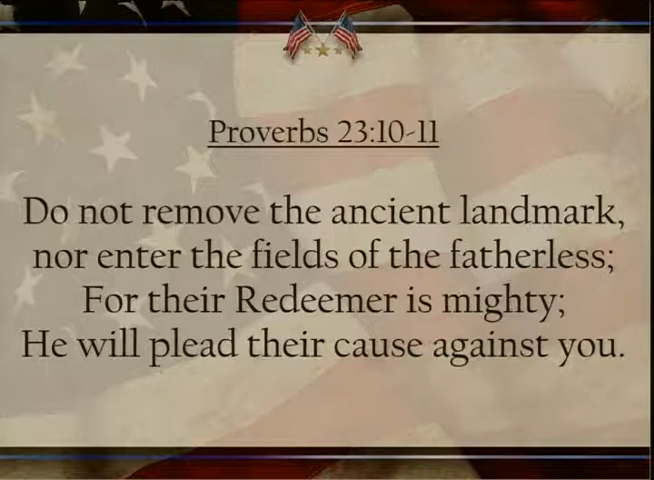 Proverbs 23:10-11
Do not remove the ancient landmark,
nor enter the fields of the fatherless;
For their Redeemer is mighty;
He will plead their cause against you.